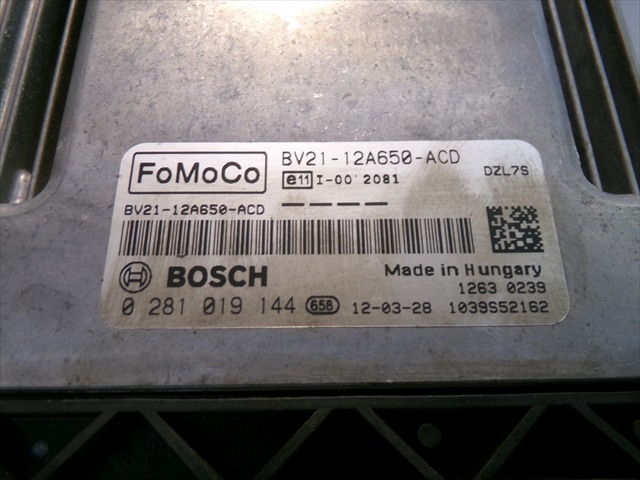 FoMoCo BV21-12A650-ACD DZL7S
e11 I-00 2081
BV21-12A650-ACD
BOSCH Made in Hungary
1263 0239
0 281 019 144 658 12-03-28 1039S52162